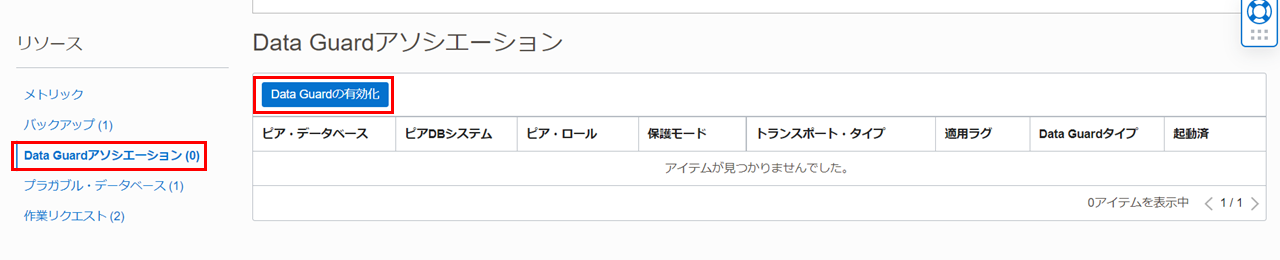 リソース
メトリック
バックアップ (1)
Data Guardアソシエーション (0)
プラガブル・データベース (1)
作業リクエスト (2)
Data Guardアソシエーション
Data Guardの有効化
ピア・データベース ピアDBシステム ピア・ロール 保護モード トランスポート・タイプ 適用ラグ Data Guardタイプ 起動済
アイテムが見つかりませんでした。
0アイテムを表示中 1 / 1